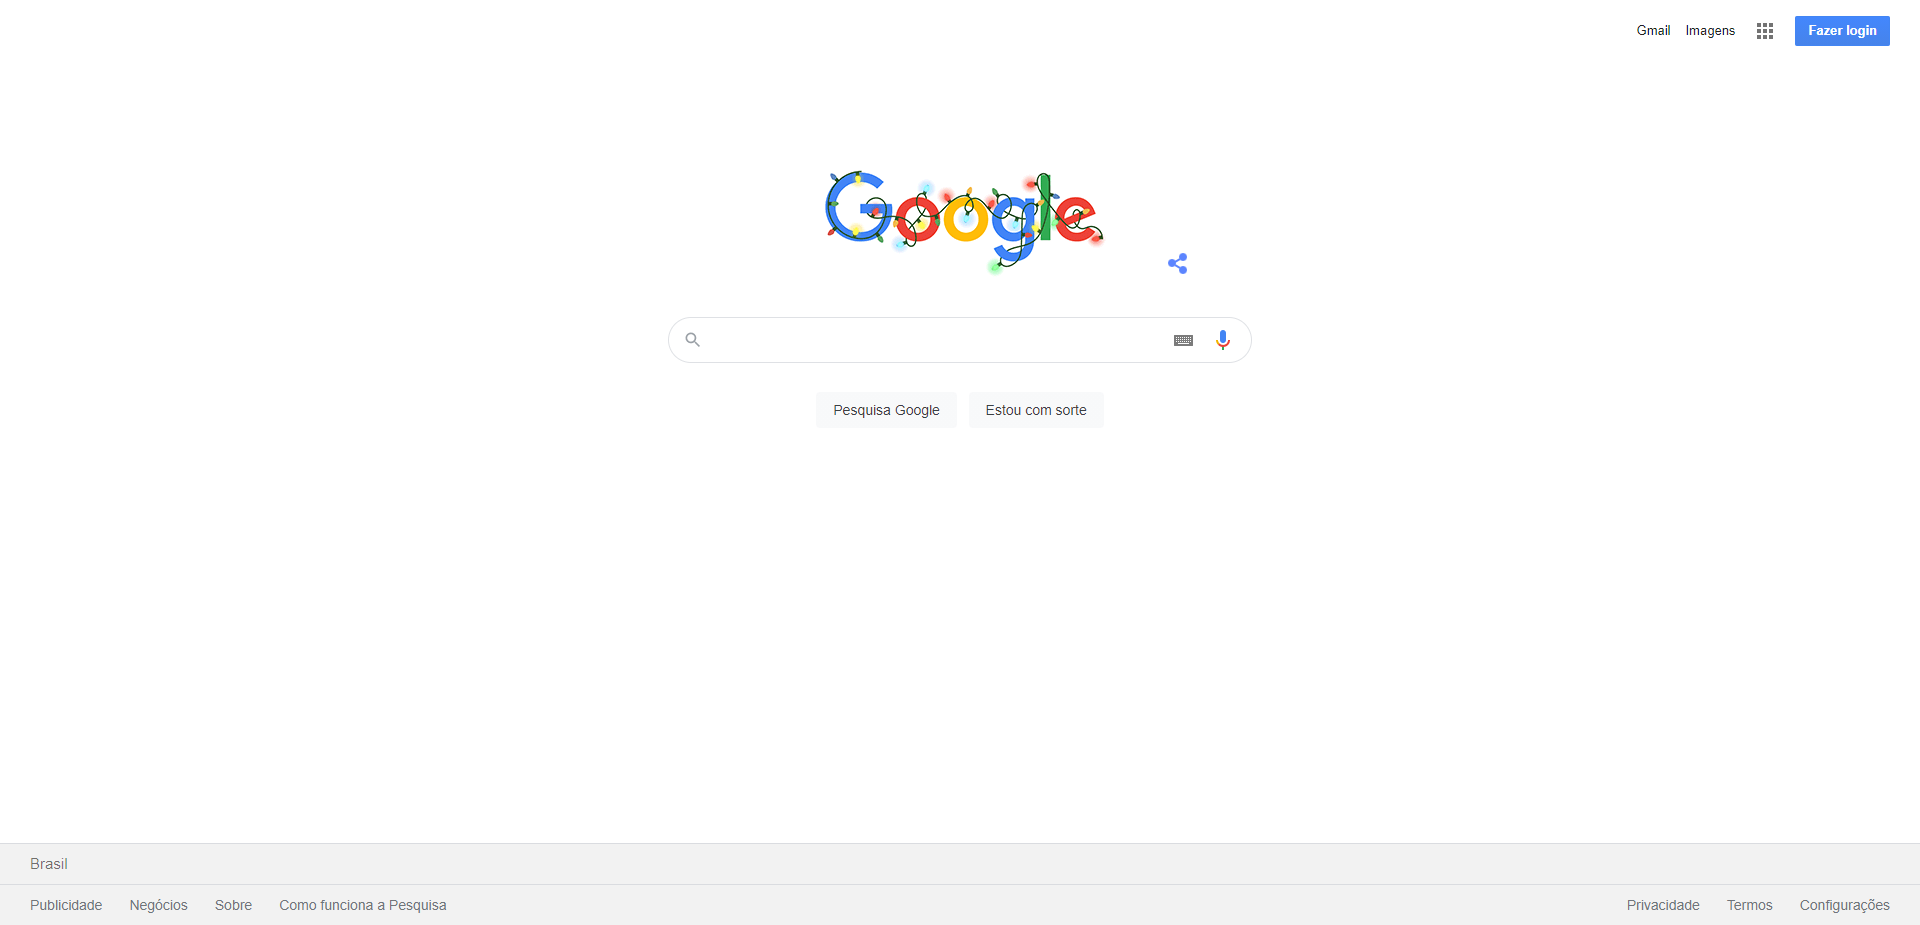 Gmail Imagens Fazer login
Google
Pesquisa Google Estou com sorte
Brasil
Publicidade Negócios Sobre Como funciona a Pesquisa Privacidade Termos Configurações